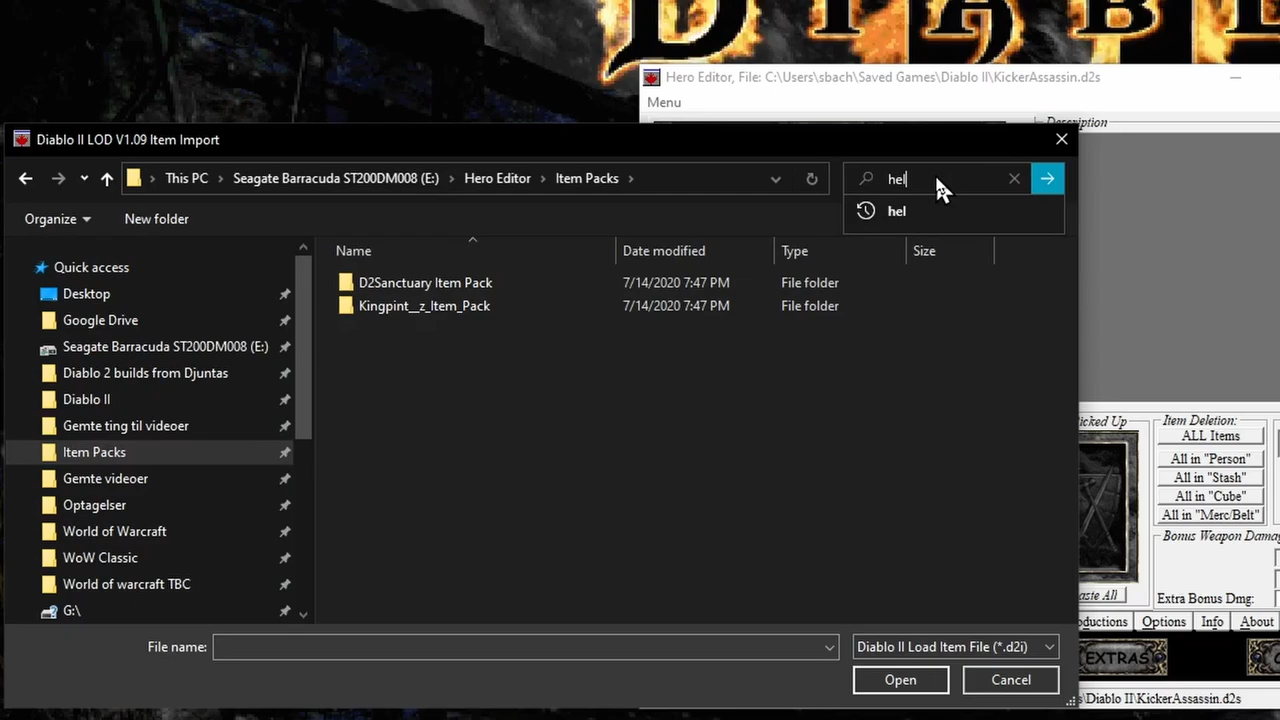 DIABL
Hero Editor, File: C:\Users\sbach\Saved Games\Diablo II\KickerAssassin.d2s
Menu
Description
Diablo II LOD V1.09 Item Import
This PC > Seagate Barracuda ST200DM008 (E:) > Hero Editor > Item Packs >
hel
hel
Organize
New folder
Name Date modified Type Size
D2Sanctuary Item Pack 7/14/2020 7:47 PM File folder
Kingpint__z_Item_Pack 7/14/2020 7:47 PM File folder
Quick access
Desktop
Google Drive
Seagate Barracuda ST200DM008 (E:)
Diablo 2 builds from Djuntas
Diablo II
Gemte ting til videoer
Item Packs
Gemte videoer
Optagelser
World of Warcraft
WoW Classic
World of warcraft TBC
G:\
icked Up
Item Deletion:
ALL Items
All in "Person"
All in "Stash"
All in "Cube"
All in "Merc/Belt"
Bonus Weapon Damag
aste All
Extra Bonus Dmg:
oductions Options Info About
EXTRAS
s\Diablo II\KickerAssassin.d2s
File name:
Diablo II Load Item File (*.d2i)
Open
Cancel